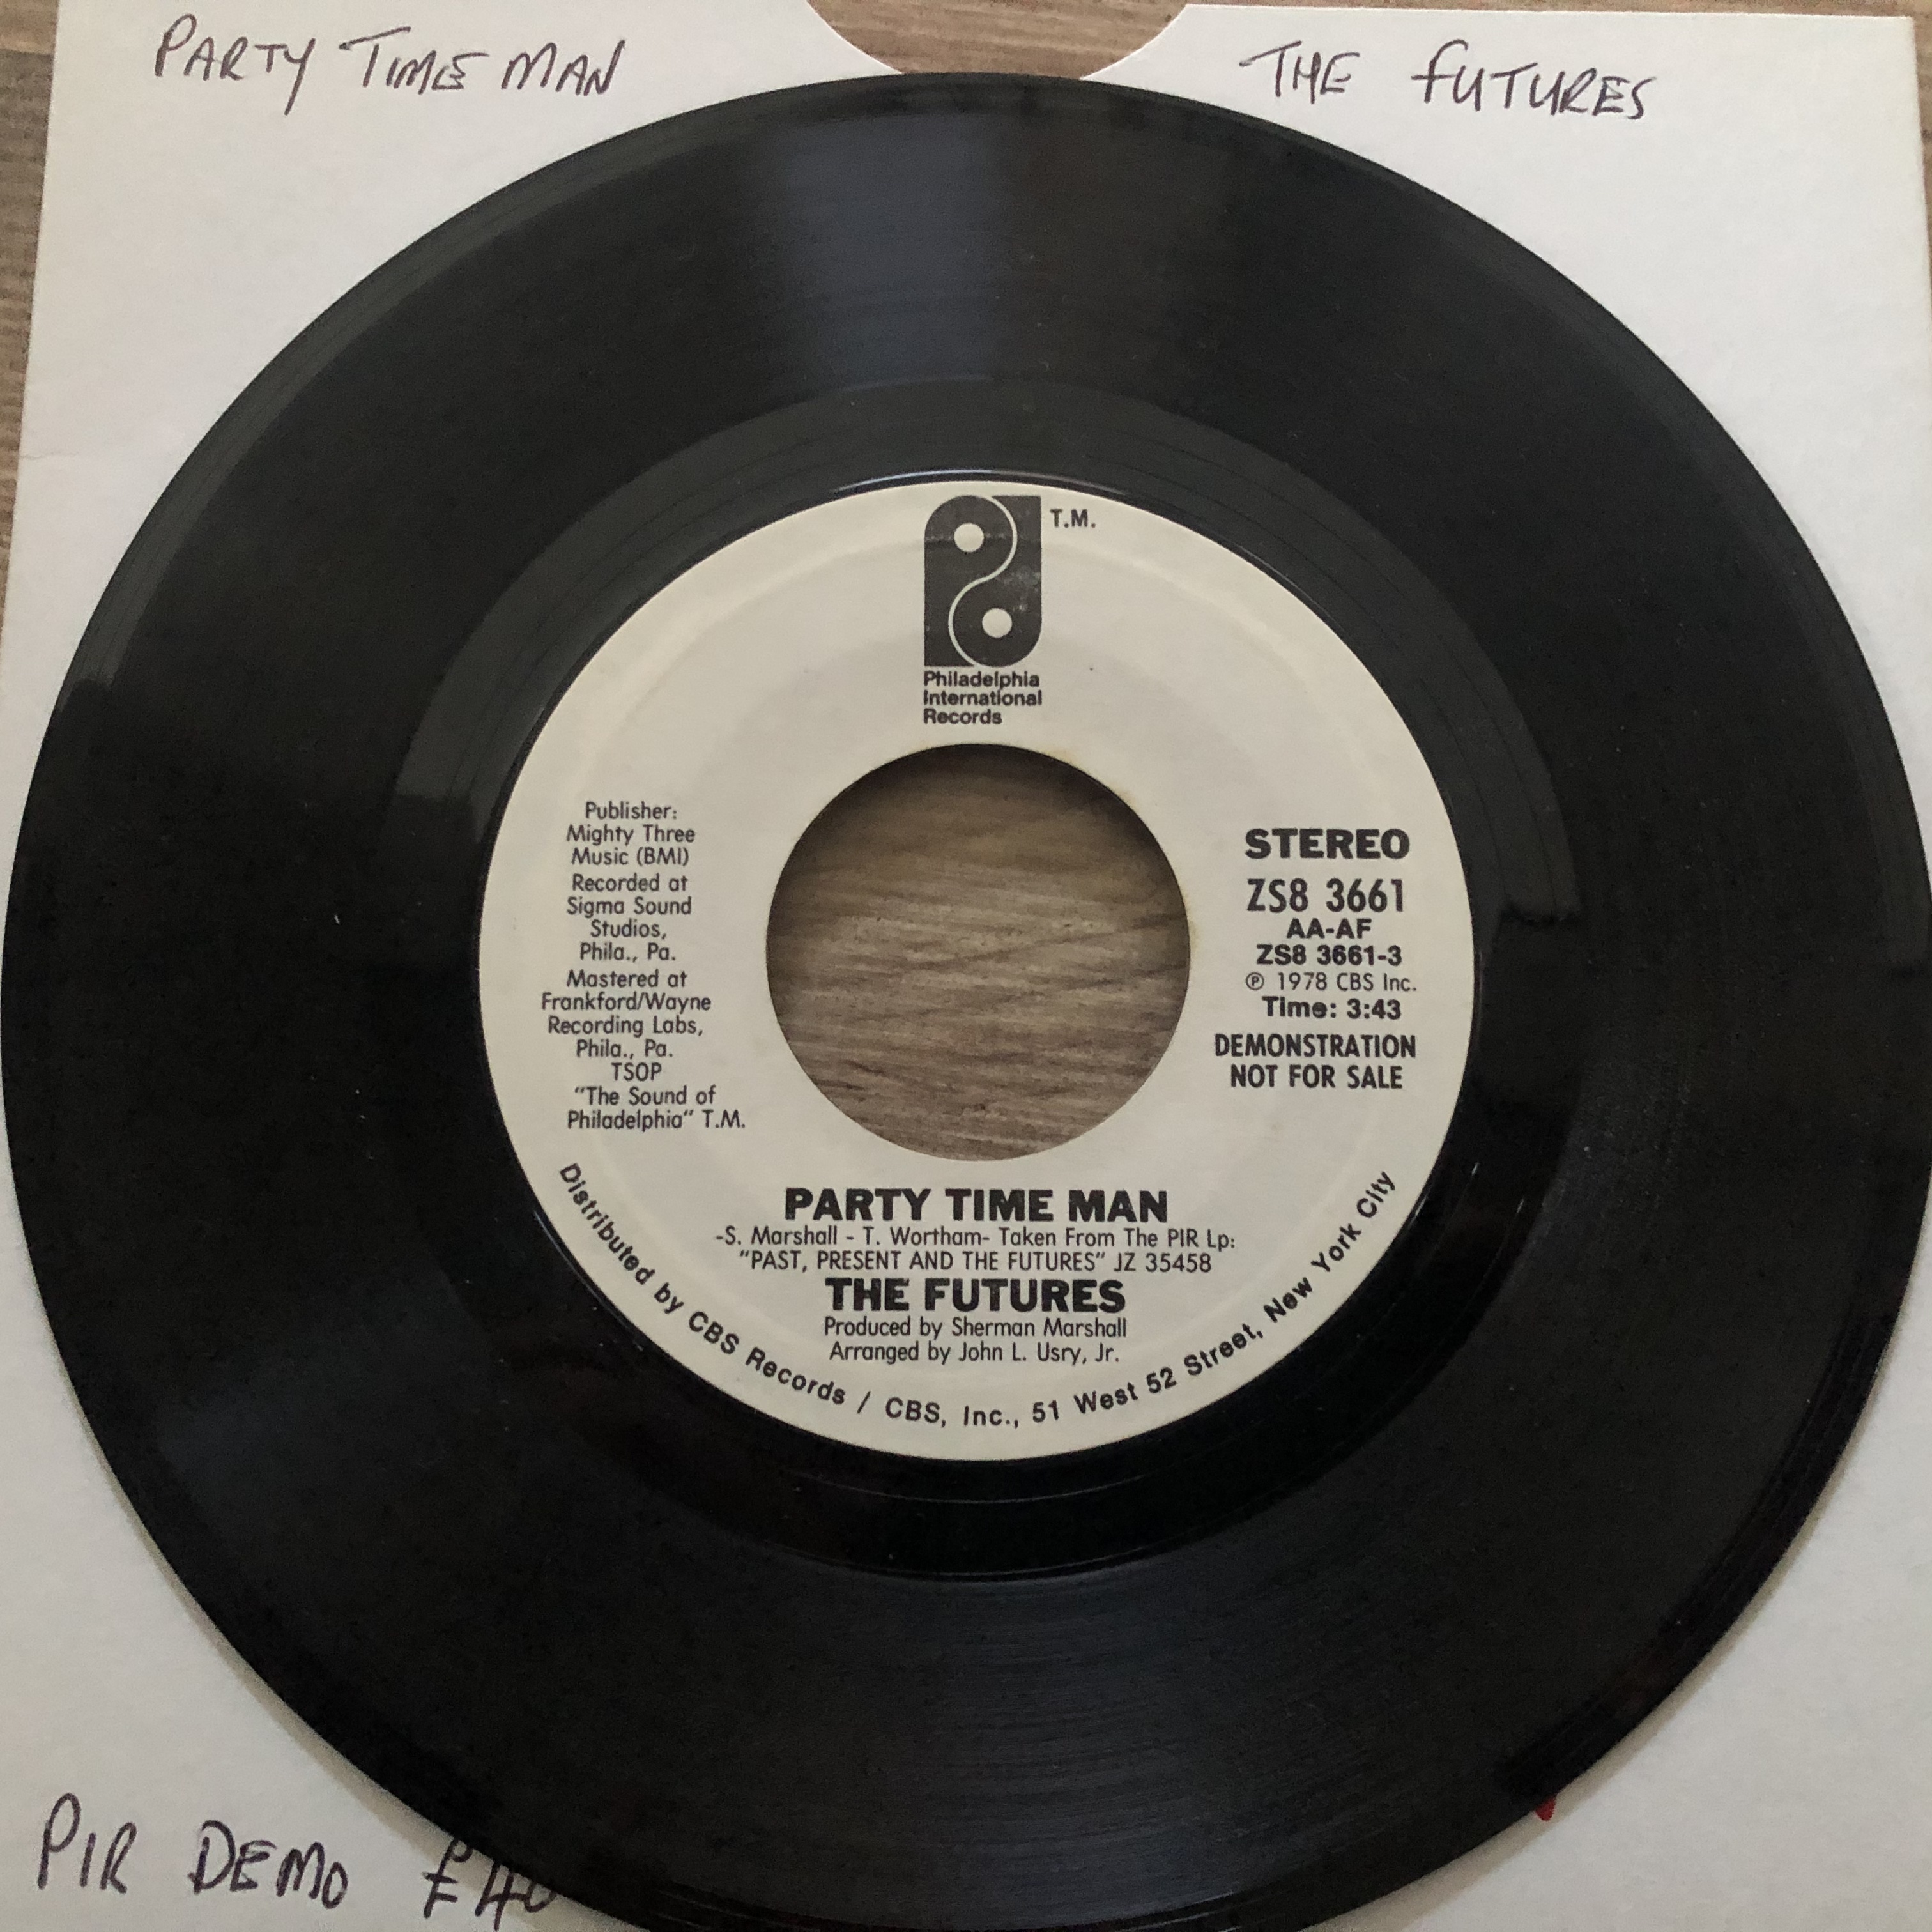 PARTY TIME MAN
THE FUTURES
T.M.
Philadelphia
International
Records
Publisher:
Mighty Three
Music (BMI)
Recorded at
Sigma Sound
Studios,
Phila., Pa.
Mastered at
Frankford/Wayne
Recording Labs,
Phila., Pa.
TSOP
"The Sound of
Philadelphia" T.M.
STEREO
ZS8 3661
AA-AF
ZS8 3661-3
℗ 1978 CBS Inc.
Time: 3:43
DEMONSTRATION
NOT FOR SALE
PARTY TIME MAN
-S. Marshall - T. Wortham- Taken From The PIR Lp:
"PAST, PRESENT AND THE FUTURES" JZ 35458
THE FUTURES
Produced by Sherman Marshall
Arranged by John L. Usry, Jr.
Distributed by CBS Records / CBS, Inc., 51 West 52 Street, New York City
PIR DEMO £40